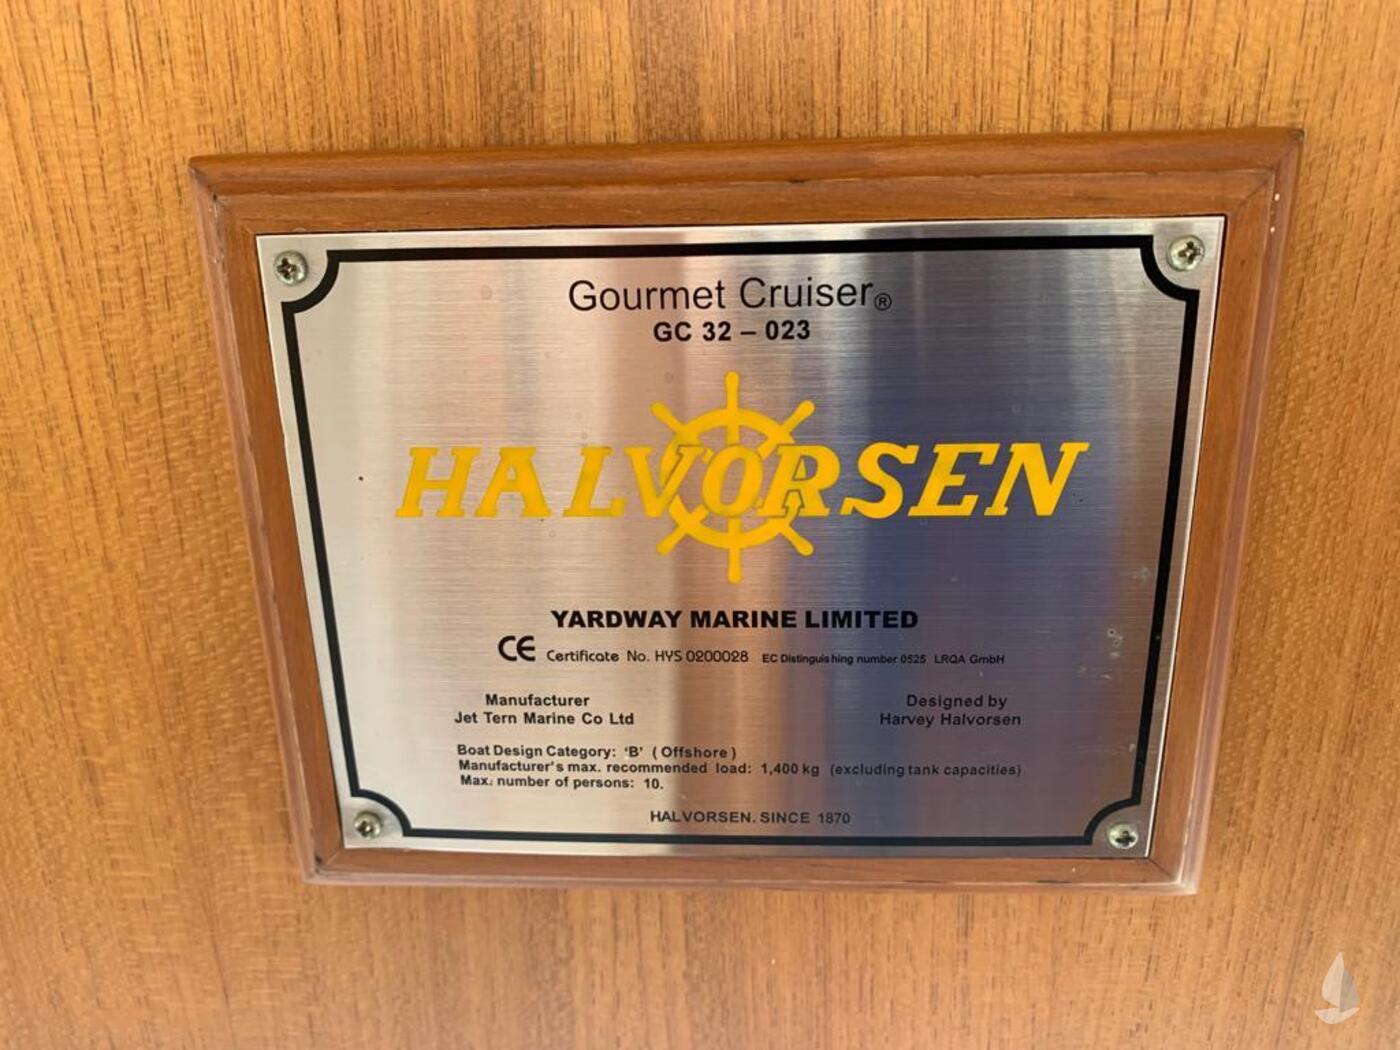 Gourmet Cruiser®
GC 32 – 023
HALVORSEN
YARDWAY MARINE LIMITED
CE Certificate No. HYS 0200028 EC Distinguishing number 0525 LRQA GmbH
Manufacturer
Jet Tern Marine Co Ltd
Designed by
Harvey Halvorsen
Boat Design Category: 'B' ( Offshore )
Manufacturer's max. recommended load: 1,400 kg (excluding tank capacities)
Max. number of persons: 10.
HALVORSEN. SINCE 1870